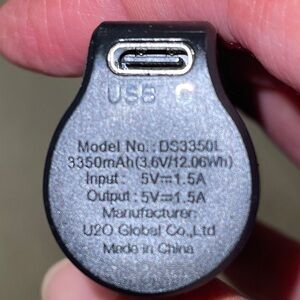 USB C
Model No.: DS3350L
3350mAh(3.6V/12.06Wh)
Input: 5V⎓1.5A
Output: 5V⎓1.5A
Manufacturer:
U2O Global Co.,Ltd
Made in China